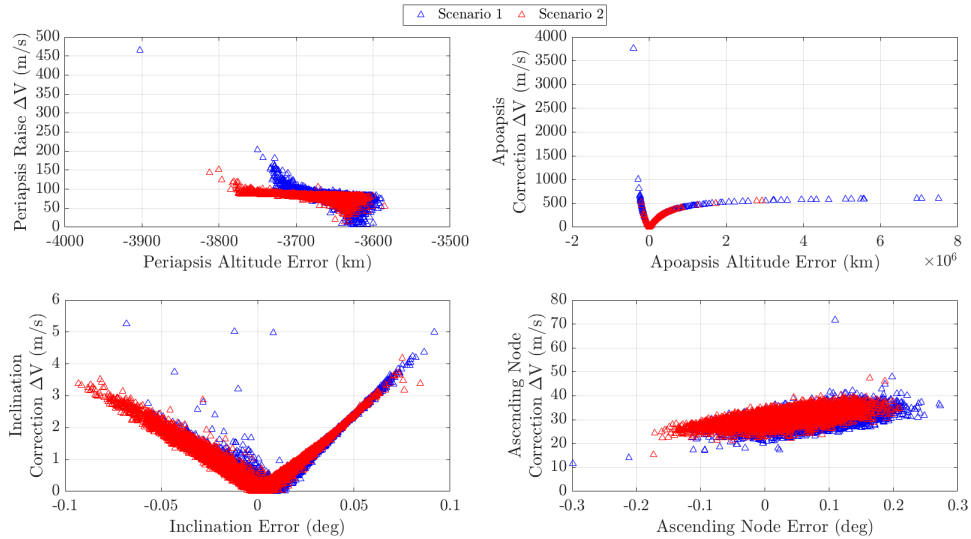 Scenario 1 Scenario 2
500
450
400
350
300
250
200
150
100
50
0
Periapsis Raise ΔV (m/s)
-4000 -3900 -3800 -3700 -3600 -3500
Periapsis Altitude Error (km)
4000
3500
3000
2500
2000
1500
1000
500
0
Apoapsis
Correction ΔV (m/s)
-2 0 2 4 6 8
Apoapsis Altitude Error (km) ×10⁶
6
5
4
3
2
1
0
Inclination
Correction ΔV (m/s)
-0.1 -0.05 0 0.05 0.1
Inclination Error (deg)
80
70
60
50
40
30
20
10
0
Ascending Node
Correction ΔV (m/s)
-0.3 -0.2 -0.1 0 0.1 0.2 0.3
Ascending Node Error (deg)